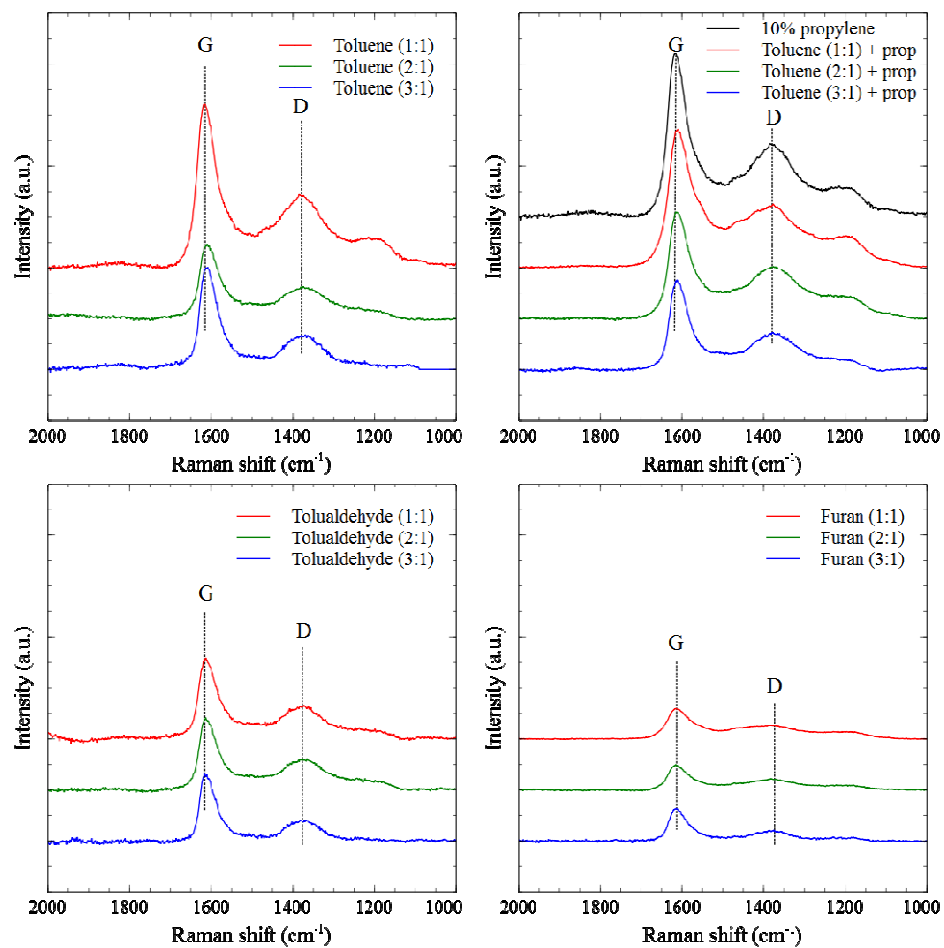 G
Toluene (1:1)
Toluene (2:1)
Toluene (3:1)
D
Intensity (a.u.)
2000 1800 1600 1400 1200 1000
Raman shift (cm⁻¹)
G
10% propylene
Toluene (1:1) + prop
Toluene (2:1) + prop
Toluene (3:1) + prop
D
Intensity (a.u.)
2000 1800 1600 1400 1200 1000
Raman shift (cm⁻¹)
Tolualdehyde (1:1)
Tolualdehyde (2:1)
Tolualdehyde (3:1)
G
D
Intensity (a.u.)
2000 1800 1600 1400 1200 1000
Raman shift (cm⁻¹)
Furan (1:1)
Furan (2:1)
Furan (3:1)
G
D
Intensity (a.u.)
2000 1800 1600 1400 1200 1000
Raman shift (cm⁻¹)